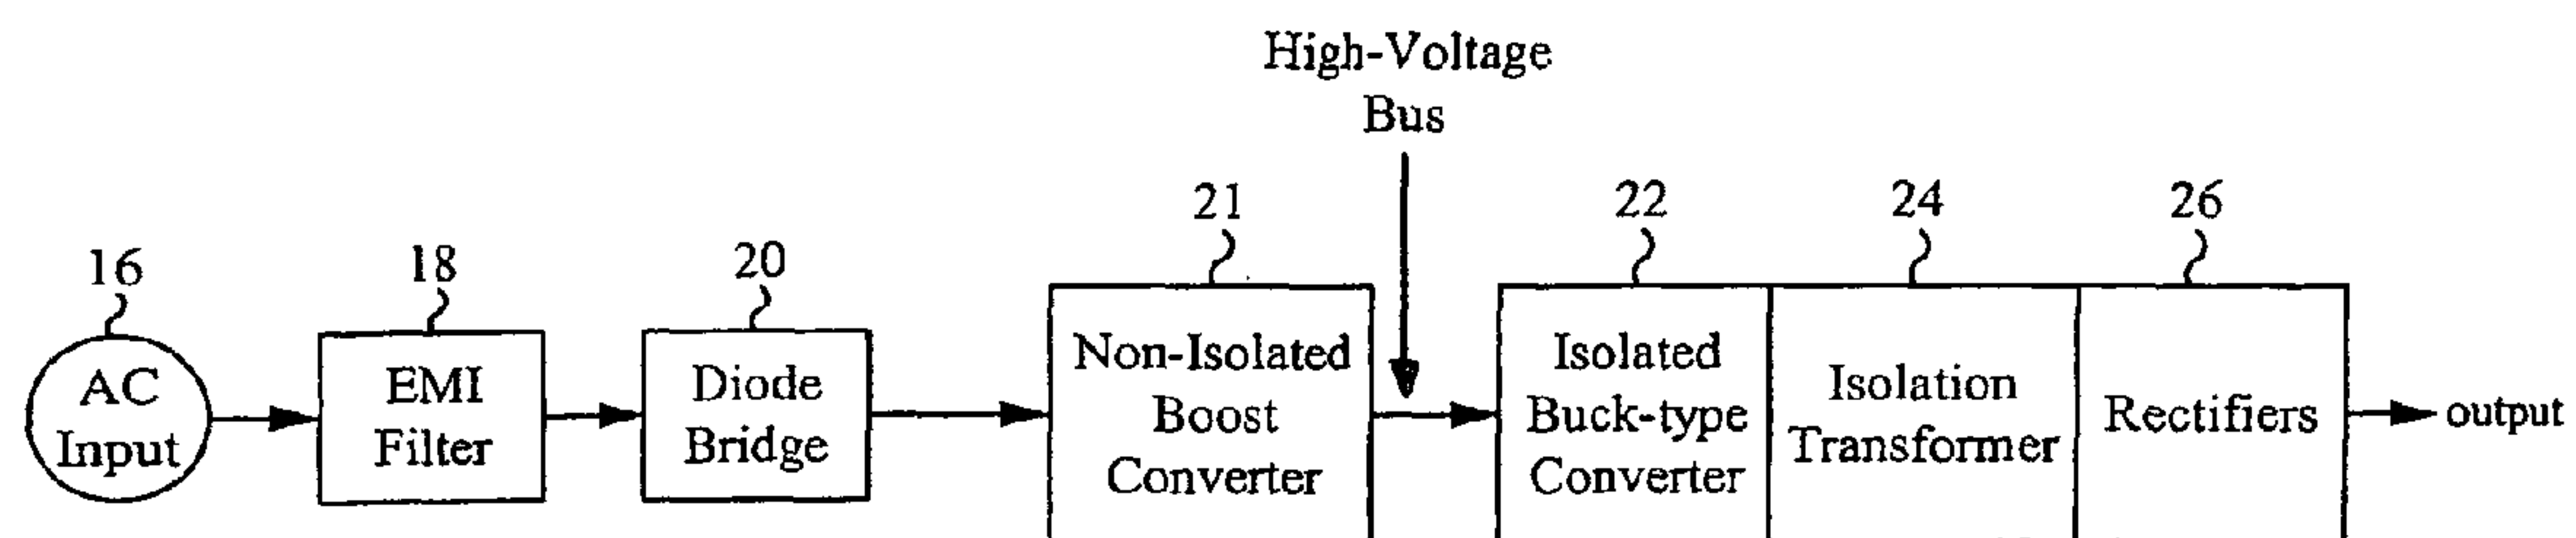 High-Voltage
Bus
16
18
20
21
22
24
26
AC
Input
EMI
Filter
Diode
Bridge
Non-Isolated
Boost
Converter
Isolated
Buck-type
Converter
Isolation
Transformer
Rectifiers
output